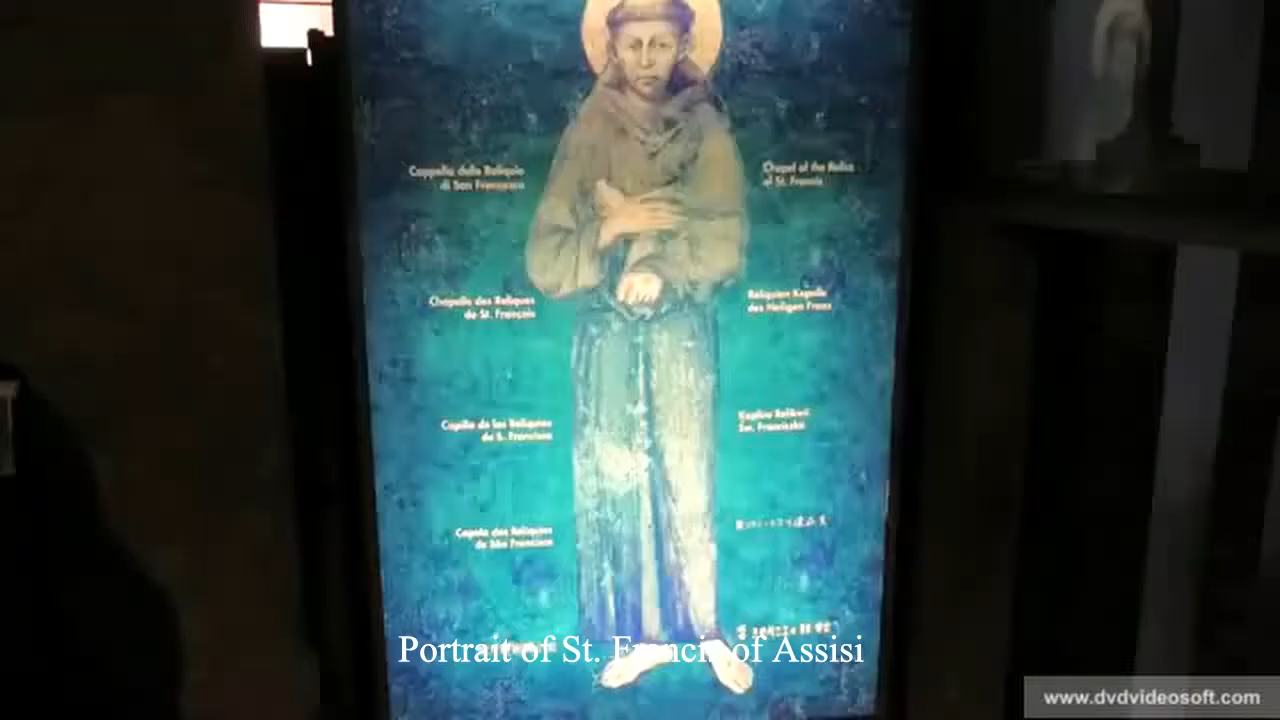 Cappella delle Reliquie
di San Francesco
Chapel of the Relics
of St. Francis
Chapelle des Reliques
de St. François
Reliquien Kapelle
des Heiligen Franz
Capilla de las Reliquias
de S. Francisco
Kaplica Relikwii
Św. Franciszka
Capela das Relíquias
de São Francisco
Portrait of St. Francis of Assisi
www.dvdvideosoft.com